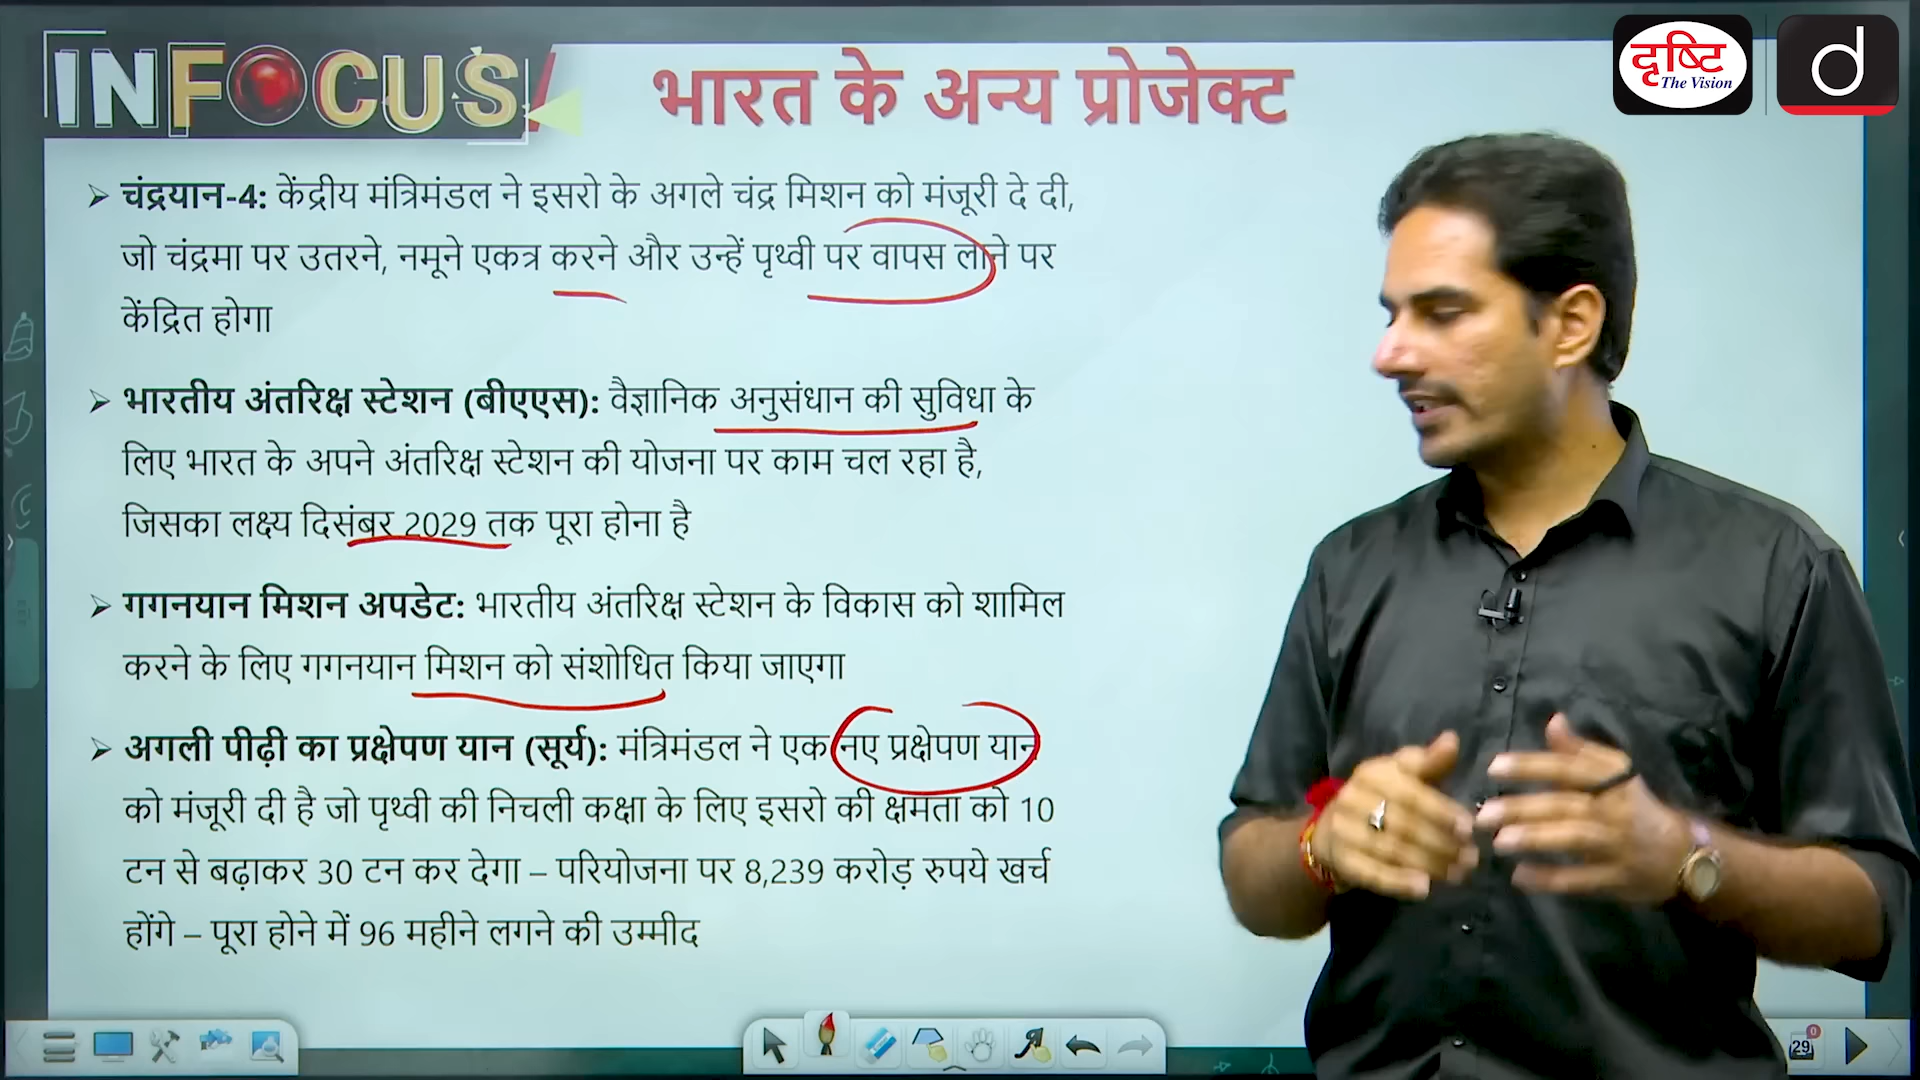 INFOCUS
भारत के अन्य प्रोजेक्ट
दृष्टि
The Vision
d
➢ चंद्रयान-4: केंद्रीय मंत्रिमंडल ने इसरो के अगले चंद्र मिशन को मंजूरी दे दी,
जो चंद्रमा पर उतरने, नमूने एकत्र करने और उन्हें पृथ्वी पर वापस लाने पर
केंद्रित होगा
➢ भारतीय अंतरिक्ष स्टेशन (बीएएस): वैज्ञानिक अनुसंधान की सुविधा के
लिए भारत के अपने अंतरिक्ष स्टेशन की योजना पर काम चल रहा है,
जिसका लक्ष्य दिसंबर 2029 तक पूरा होना है
➢ गगनयान मिशन अपडेट: भारतीय अंतरिक्ष स्टेशन के विकास को शामिल
करने के लिए गगनयान मिशन को संशोधित किया जाएगा
➢ अगली पीढ़ी का प्रक्षेपण यान (सूर्य): मंत्रिमंडल ने एक नए प्रक्षेपण यान
को मंजूरी दी है जो पृथ्वी की निचली कक्षा के लिए इसरो की क्षमता को 10
टन से बढ़ाकर 30 टन कर देगा – परियोजना पर 8,239 करोड़ रुपये खर्च
होंगे – पूरा होने में 96 महीने लगने की उम्मीद
0
29